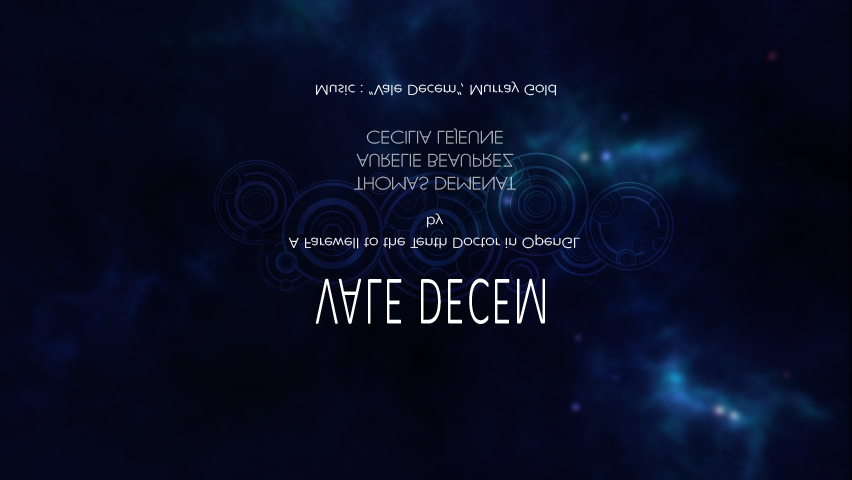 VALE DECEM
A Farewell to the Tenth Doctor in OpenGL
by
THOMAS DEMENAT
AURELIE BEAUPREZ
CECILIA LEJEUNE
Music : "Vale Decem", Murray Gold